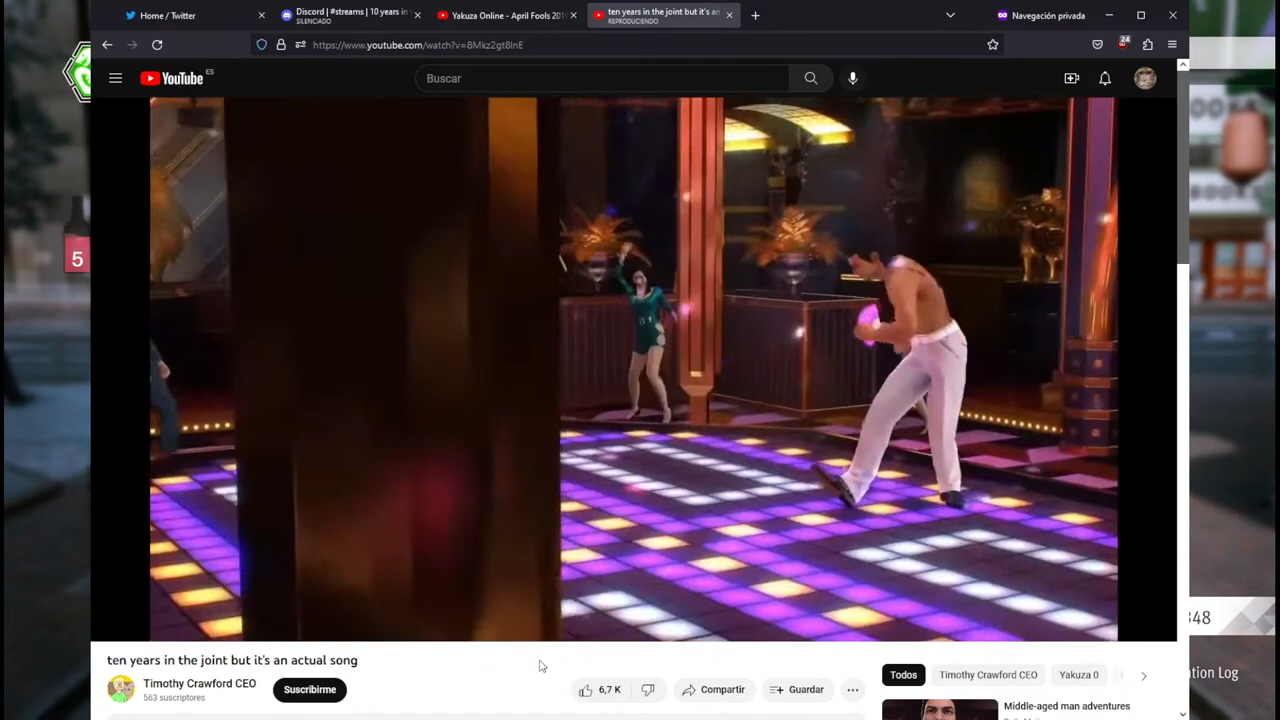 Home / Twitter
Discord | #streams | 10 years in
SILENCIADO
Yakuza Online - April Fools 201
ten years in the joint but it's an
REPRODUCIENDO
Navegación privada
https://www.youtube.com/watch?v=8Mkz2gt8lnE
24
YouTube ES
Buscar
5
348
ten years in the joint but it's an actual song
Timothy Crawford CEO
563 suscriptores
Suscribirme
6,7 K
Compartir
Guardar
Todos
Timothy Crawford CEO
Yakuza 0
ation Log
Middle-aged man adventures